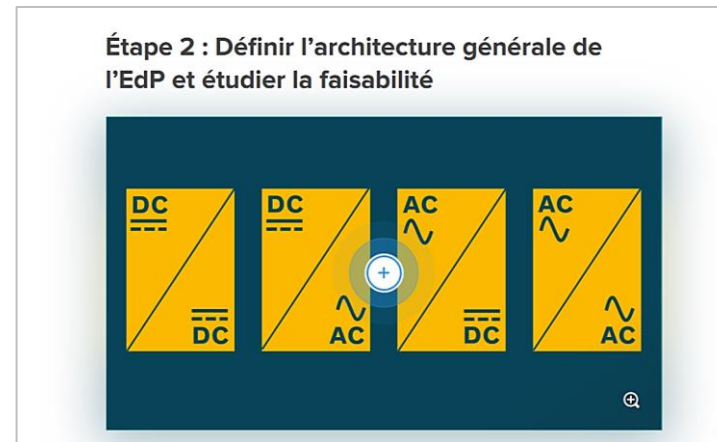 Étape 2 : Définir l’architecture générale de
l’EdP et étudier la faisabilité
DC DC AC AC
DC AC DC AC